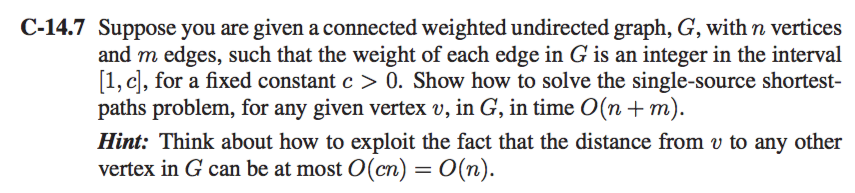 C-14.7 Suppose you are given a connected weighted undirected graph, G, with n vertices
and m edges, such that the weight of each edge in G is an integer in the interval
[1, c], for a fixed constant c > 0. Show how to solve the single-source shortest-
paths problem, for any given vertex v, in G, in time O(n + m).
Hint: Think about how to exploit the fact that the distance from v to any other
vertex in G can be at most O(cn) = O(n).